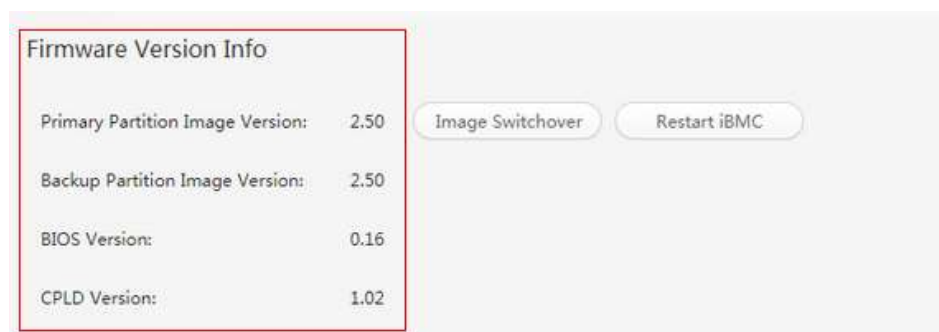 Firmware Version Info
Primary Partition Image Version: 2.50 Image Switchover Restart iBMC
Backup Partition Image Version: 2.50
BIOS Version: 0.16
CPLD Version: 1.02